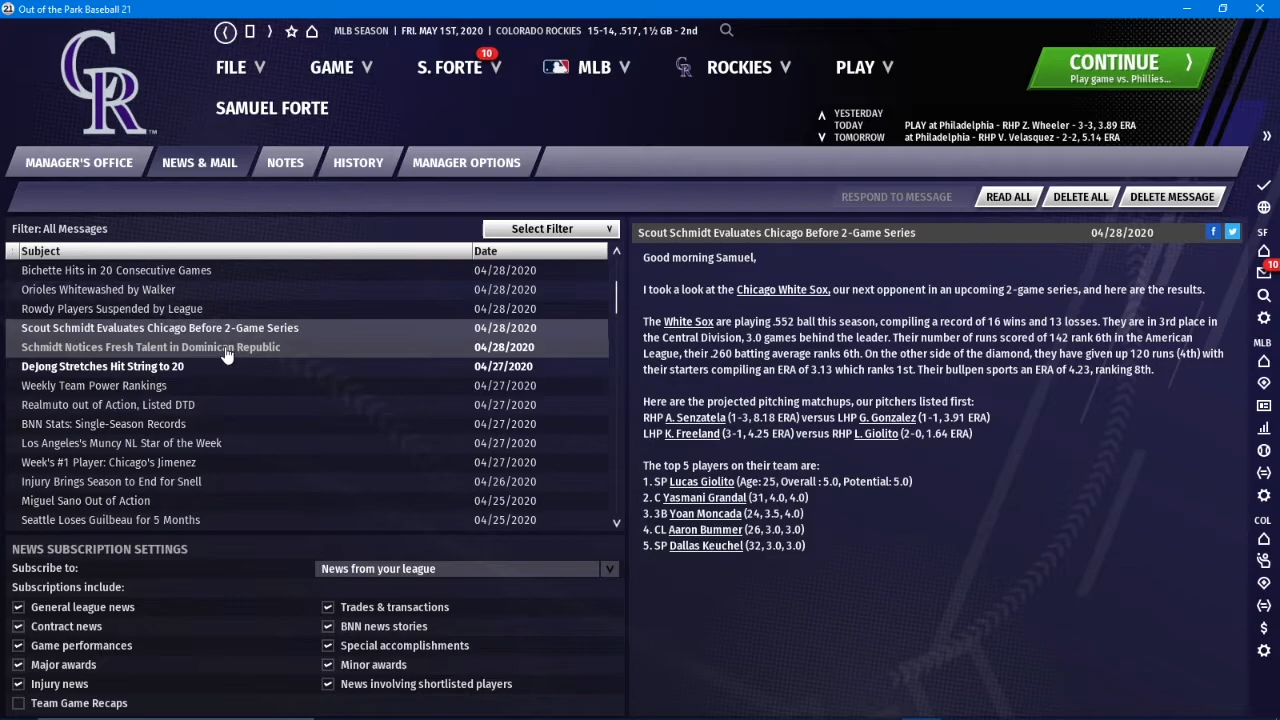 21 Out of the Park Baseball 21
MLB SEASON | FRI. MAY 1ST, 2020 | COLORADO ROCKIES 15-14, .517, 1½ GB - 2nd
FILE GAME S. FORTE 10 MLB ROCKIES PLAY
CONTINUE
Play game vs. Phillies...
SAMUEL FORTE
YESTERDAY
TODAY PLAY at Philadelphia - RHP Z. Wheeler - 3-3, 3.89 ERA
TOMORROW at Philadelphia - RHP V. Velasquez - 2-2, 5.14 ERA
MANAGER'S OFFICE NEWS & MAIL NOTES HISTORY MANAGER OPTIONS
RESPOND TO MESSAGE READ ALL DELETE ALL DELETE MESSAGE
Filter: All Messages Select Filter
Subject Date
Bichette Hits in 20 Consecutive Games 04/28/2020
Orioles Whitewashed by Walker 04/28/2020
Rowdy Players Suspended by League 04/28/2020
Scout Schmidt Evaluates Chicago Before 2-Game Series 04/28/2020
Schmidt Notices Fresh Talent in Dominican Republic 04/28/2020
DeJong Stretches Hit String to 20 04/27/2020
Weekly Team Power Rankings 04/27/2020
Realmuto out of Action, Listed DTD 04/27/2020
BNN Stats: Single-Season Records 04/27/2020
Los Angeles's Muncy NL Star of the Week 04/27/2020
Week's #1 Player: Chicago's Jimenez 04/27/2020
Injury Brings Season to End for Snell 04/26/2020
Miguel Sano Out of Action 04/25/2020
Seattle Loses Guilbeau for 5 Months 04/25/2020
NEWS SUBSCRIPTION SETTINGS
Subscribe to: News from your league
Subscriptions include:
General league news Trades & transactions
Contract news BNN news stories
Game performances Special accomplishments
Major awards Minor awards
Injury news News involving shortlisted players
Team Game Recaps
Scout Schmidt Evaluates Chicago Before 2-Game Series 04/28/2020
Good morning Samuel,
I took a look at the Chicago White Sox, our next opponent in an upcoming 2-game series, and here are the results.
The White Sox are playing .552 ball this season, compiling a record of 16 wins and 13 losses. They are in 3rd place in
the Central Division, 3.0 games behind the leader. Their number of runs scored of 142 rank 6th in the American
League, their .260 batting average ranks 6th. On the other side of the diamond, they have given up 120 runs (4th) with
their starters compiling an ERA of 3.13 which ranks 1st. Their bullpen sports an ERA of 4.23, ranking 8th.
Here are the projected pitching matchups, our pitchers listed first:
RHP A. Senzatela (1-3, 8.18 ERA) versus LHP G. Gonzalez (1-1, 3.91 ERA)
LHP K. Freeland (3-1, 4.25 ERA) versus RHP L. Giolito (2-0, 1.64 ERA)
The top 5 players on their team are:
1. SP Lucas Giolito (Age: 25, Overall : 5.0, Potential: 5.0)
2. C Yasmani Grandal (31, 4.0, 4.0)
3. 3B Yoan Moncada (24, 3.5, 4.0)
4. CL Aaron Bummer (26, 3.0, 3.0)
5. SP Dallas Keuchel (32, 3.0, 3.0)
SF
10
MLB
COL
$